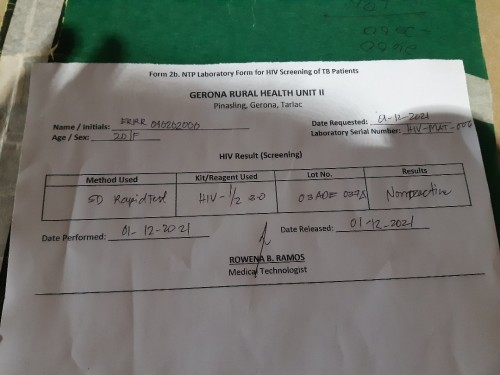 Form 2b. NTP Laboratory Form for HIV Screening of TB Patients
GERONA RURAL HEALTH UNIT II
Pinasling, Gerona, Tarlac
Name / Initials: Date Requested: 01-12-2021
Age / Sex: 20/F Laboratory Serial Number:
HIV Result (Screening)
Method Used Kit/Reagent Used Lot No. Results
SD Rapid Test HIV-1/2 3.0 Nonreactive
Date Performed: 01-12-2021 Date Released: 01-12-2021
ROWENA B. RAMOS
Medical Technologist